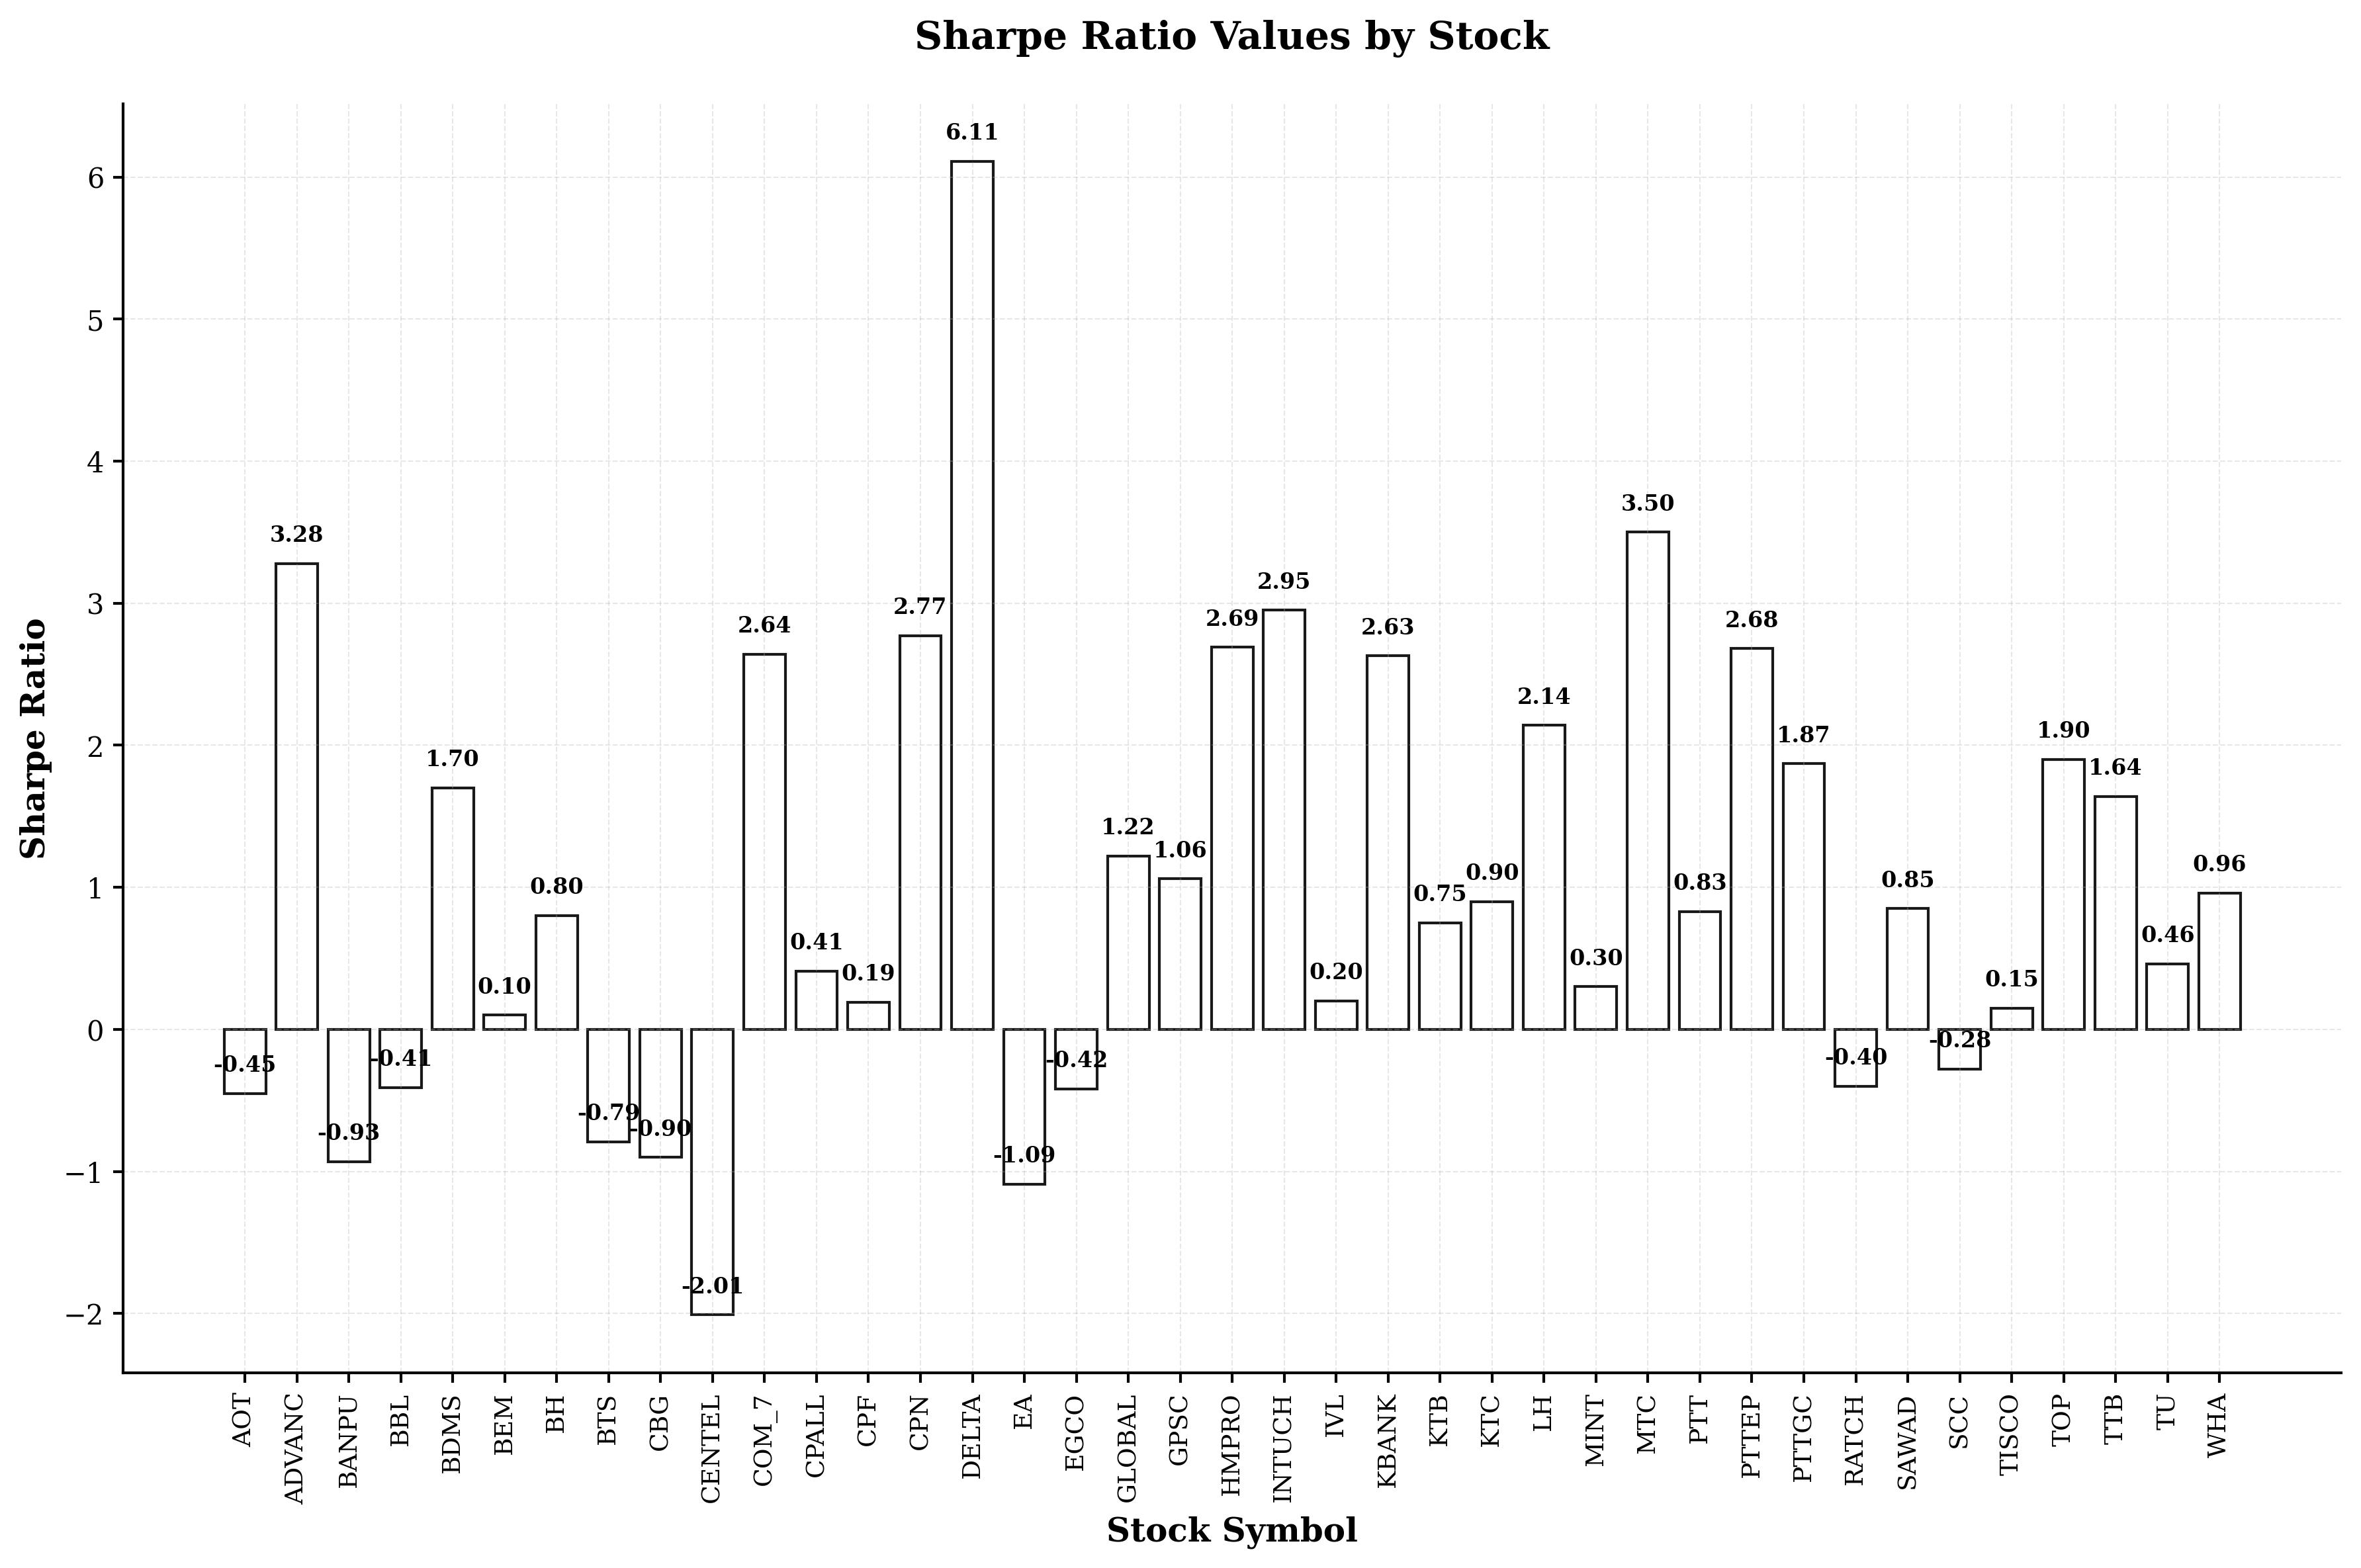 Sharpe Ratio Values by Stock
Sharpe Ratio
6
5
4
3
2
1
0
−1
−2
-0.45
3.28
-0.93
-0.41
1.70
0.10
0.80
-0.79
-0.90
-2.01
2.64
0.41
0.19
2.77
6.11
-1.09
-0.42
1.22
1.06
2.69
2.95
0.20
2.63
0.75
0.90
2.14
0.30
3.50
0.83
2.68
1.87
-0.40
0.85
-0.28
0.15
1.90
1.64
0.46
0.96
AOT
ADVANC
BANPU
BBL
BDMS
BEM
BH
BTS
CBG
CENTEL
COM_7
CPALL
CPF
CPN
DELTA
EA
EGCO
GLOBAL
GPSC
HMPRO
INTUCH
IVL
KBANK
KTB
KTC
LH
MINT
MTC
PTT
PTTEP
PTTGC
RATCH
SAWAD
SCC
TISCO
TOP
TTB
TU
WHA
Stock Symbol